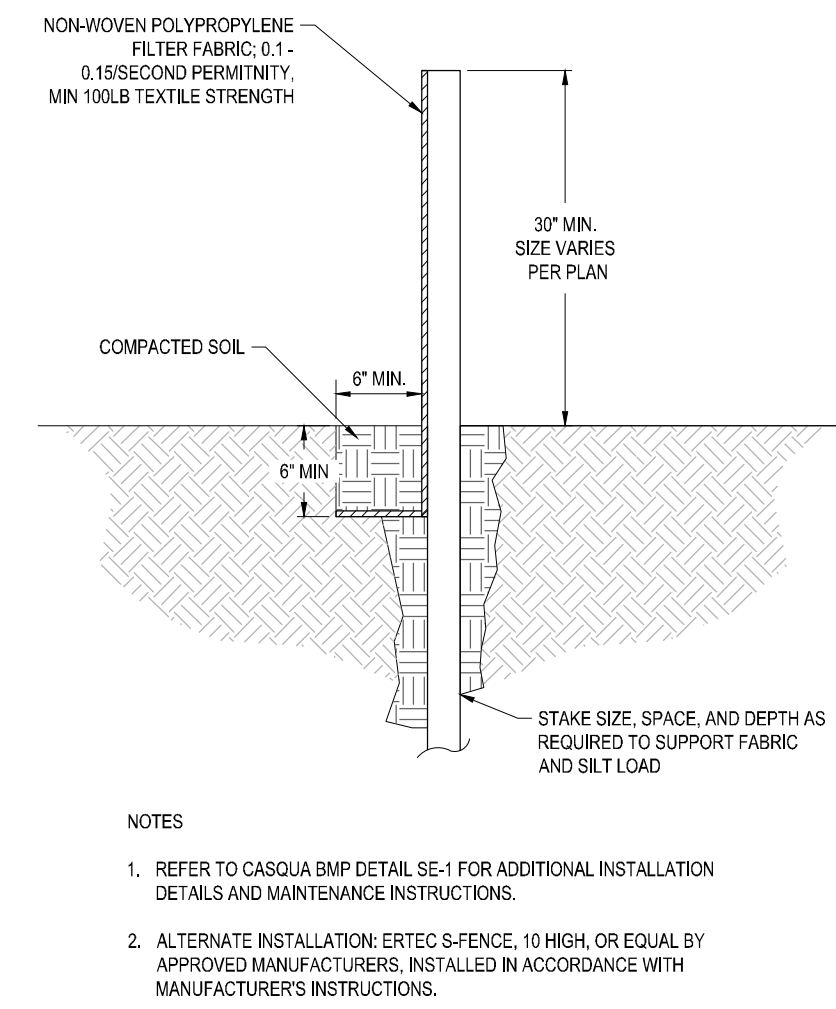 NON-WOVEN POLYPROPYLENE
FILTER FABRIC; 0.1 -
0.15/SECOND PERMITNITY,
MIN 100LB TEXTILE STRENGTH
30" MIN.
SIZE VARIES
PER PLAN
COMPACTED SOIL
6" MIN.
6" MIN
STAKE SIZE, SPACE, AND DEPTH AS
REQUIRED TO SUPPORT FABRIC
AND SILT LOAD
NOTES
1. REFER TO CASQUA BMP DETAIL SE-1 FOR ADDITIONAL INSTALLATION
DETAILS AND MAINTENANCE INSTRUCTIONS.
2. ALTERNATE INSTALLATION: ERTEC S-FENCE, 10 HIGH, OR EQUAL BY
APPROVED MANUFACTURERS, INSTALLED IN ACCORDANCE WITH
MANUFACTURER'S INSTRUCTIONS.